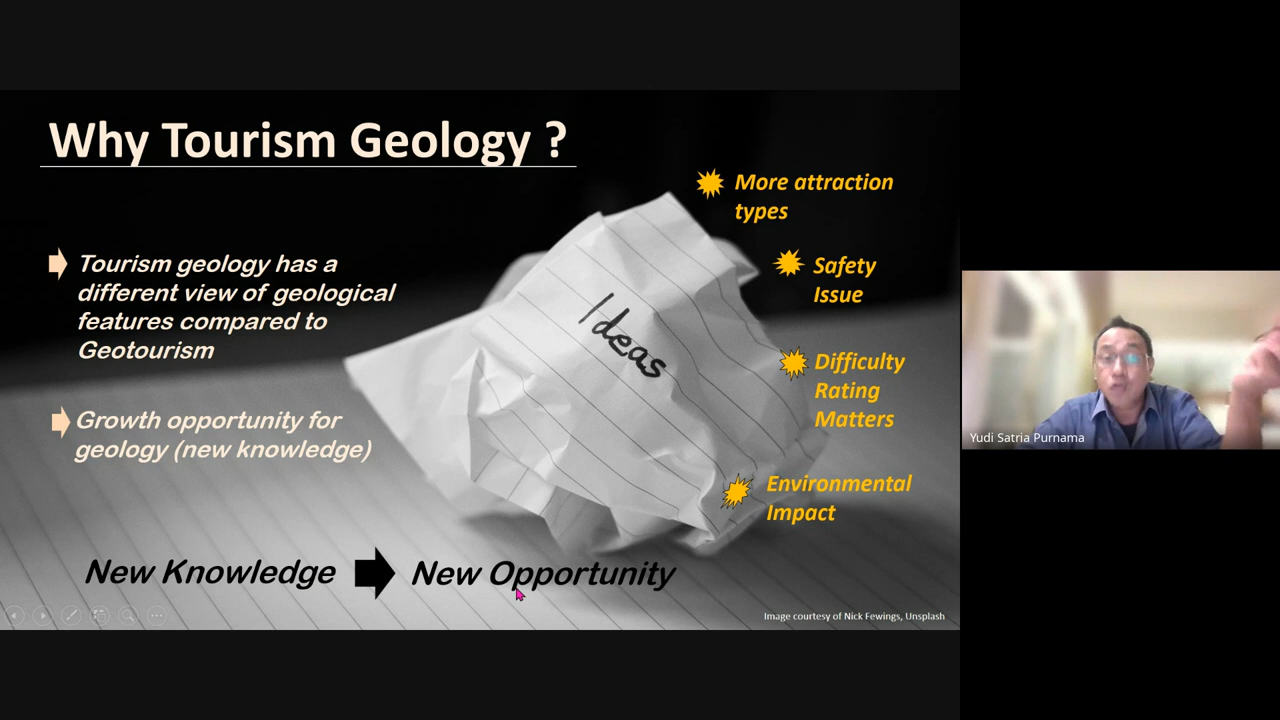 Why Tourism Geology ?
Tourism geology has a
different view of geological
features compared to
Geotourism
Growth opportunity for
geology (new knowledge)
Ideas
More attraction
types
Safety
Issue
Difficulty
Rating
Matters
Environmental
Impact
New Knowledge
New Opportunity
Image courtesy of Nick Fewings, Unsplash
Yudi Satria Purnama